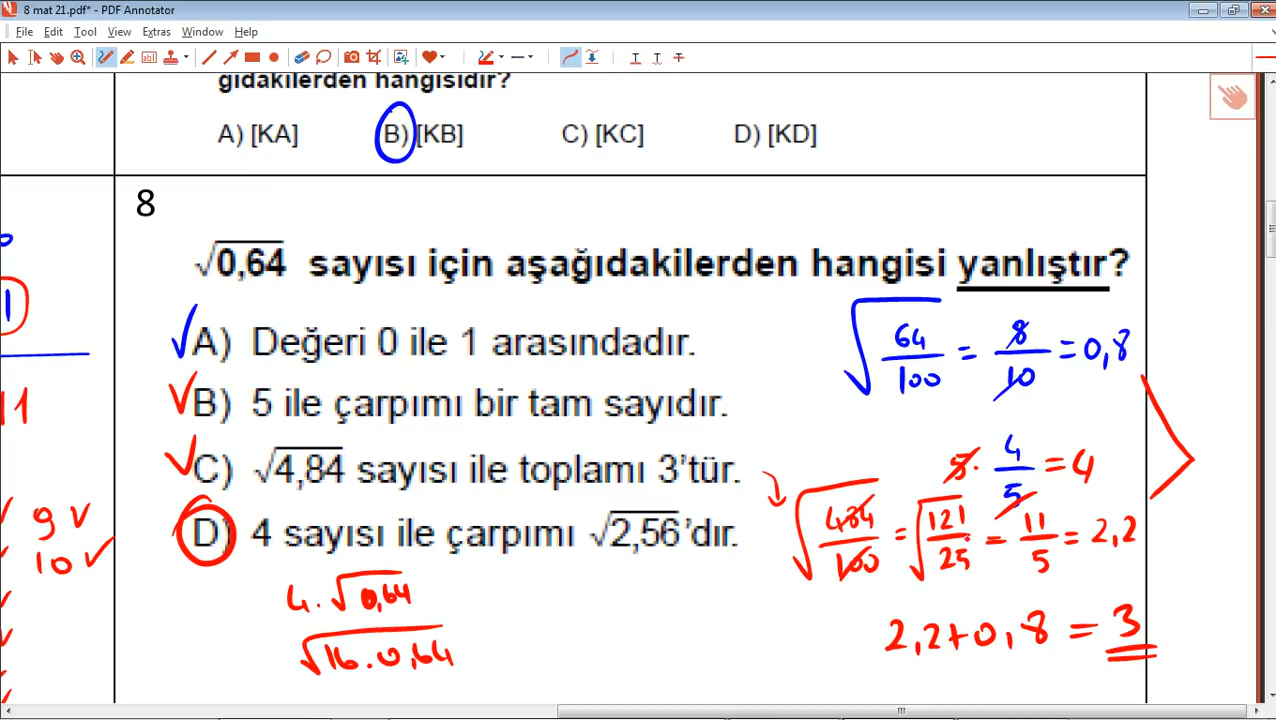 8 mat 21.pdf* - PDF Annotator
File Edit Tool View Extras Window Help
gıdakilerden hangisidir?
A) [KA] B) [KB] C) [KC] D) [KD]
8
√0,64 sayısı için aşağıdakilerden hangisi yanlıştır?
A) Değeri 0 ile 1 arasındadır.
B) 5 ile çarpımı bir tam sayıdır.
C) √4,84 sayısı ile toplamı 3'tür.
D) 4 sayısı ile çarpımı √2,56'dır.
4.√0,64
√16.0,64
√64/100 = 8/10 = 0,8
5. 4/5 = 4
√484/100 = √121/25 = 11/5 = 2,2
2,2+0,8 = 3
1
11
9 ✓
10 ✓